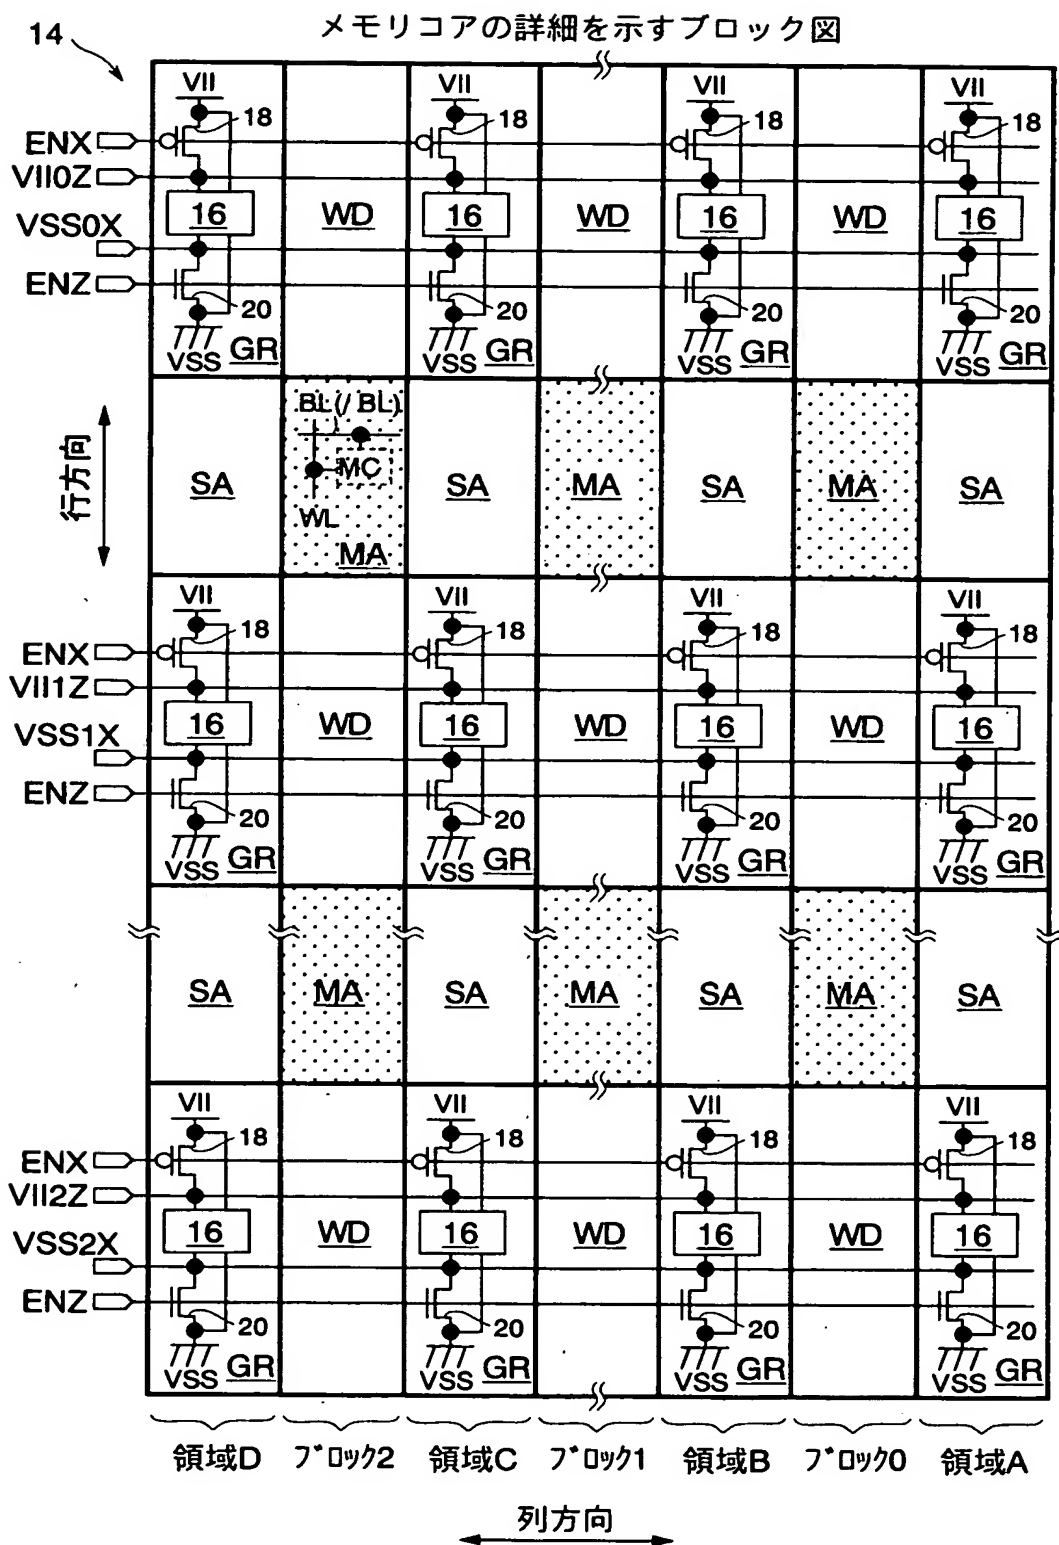 メモリコアの詳細を示すブロック図
14
VII VII VII VII
18 18 18 18
ENX
VII0Z
16 WD 16 WD 16 WD 16
VSS0X
ENZ
20 20 20 20
VSS GR VSS GR VSS GR VSS GR
行方向
BL(/BL)
SA MC SA MA SA MA SA
WL
MA
VII VII VII VII
18 18 18 18
ENX
VII1Z
16 WD 16 WD 16 WD 16
VSS1X
ENZ
20 20 20 20
VSS GR VSS GR VSS GR VSS GR
SA MA SA MA SA MA SA
VII VII VII VII
18 18 18 18
ENX
VII2Z
16 WD 16 WD 16 WD 16
VSS2X
ENZ
20 20 20 20
VSS GR VSS GR VSS GR VSS GR
領域D ブロック2 領域C ブロック1 領域B ブロック0 領域A
列方向